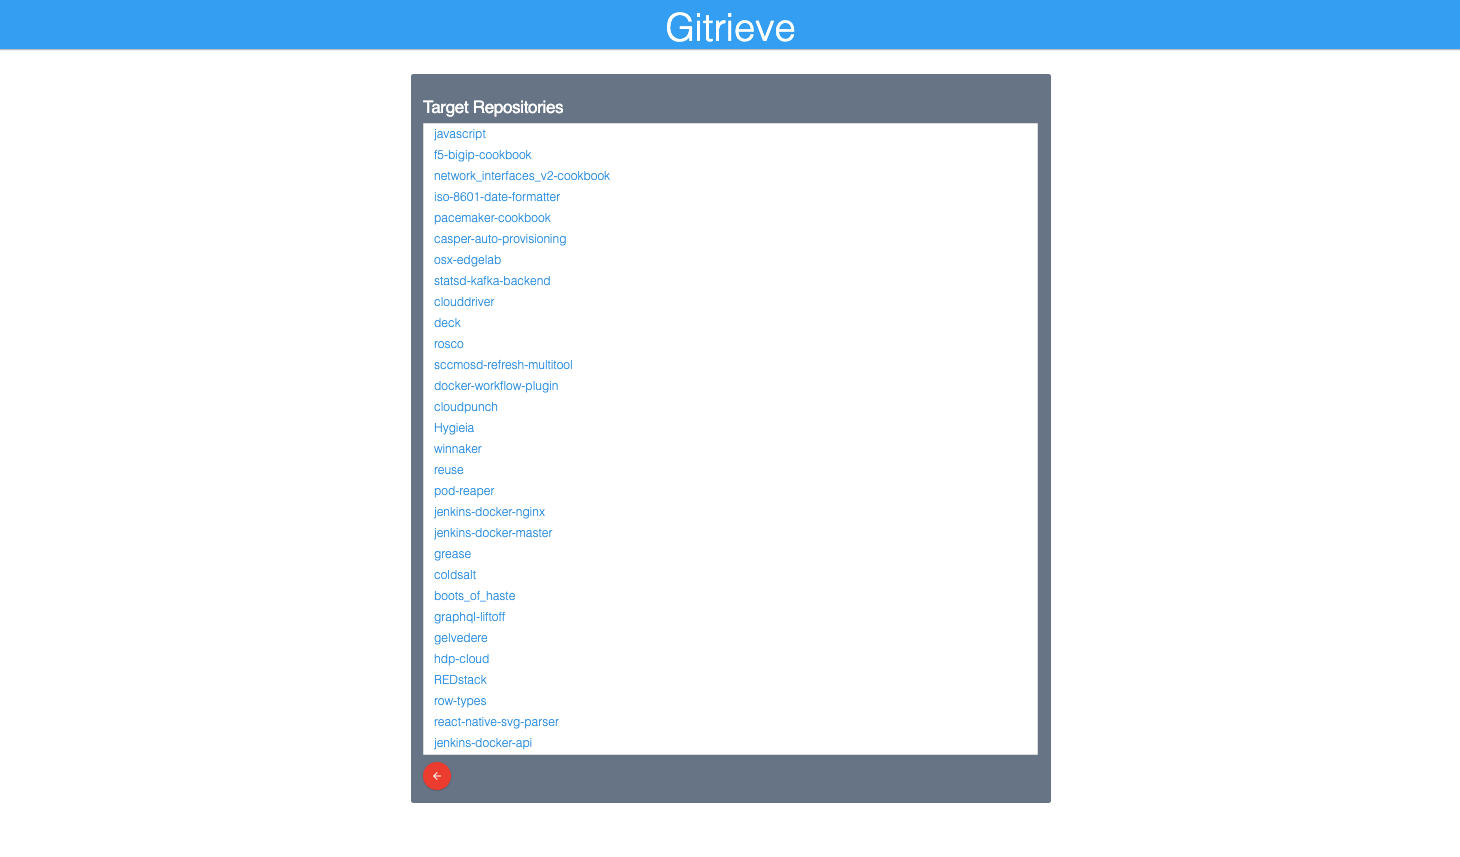 Gitrieve
Target Repositories
javascript
f5-bigip-cookbook
network_interfaces_v2-cookbook
iso-8601-date-formatter
pacemaker-cookbook
casper-auto-provisioning
osx-edgelab
statsd-kafka-backend
clouddriver
deck
rosco
sccmosd-refresh-multitool
docker-workflow-plugin
cloudpunch
Hygieia
winnaker
reuse
pod-reaper
jenkins-docker-nginx
jenkins-docker-master
grease
coldsalt
boots_of_haste
graphql-liftoff
gelvedere
hdp-cloud
REDstack
row-types
react-native-svg-parser
jenkins-docker-api